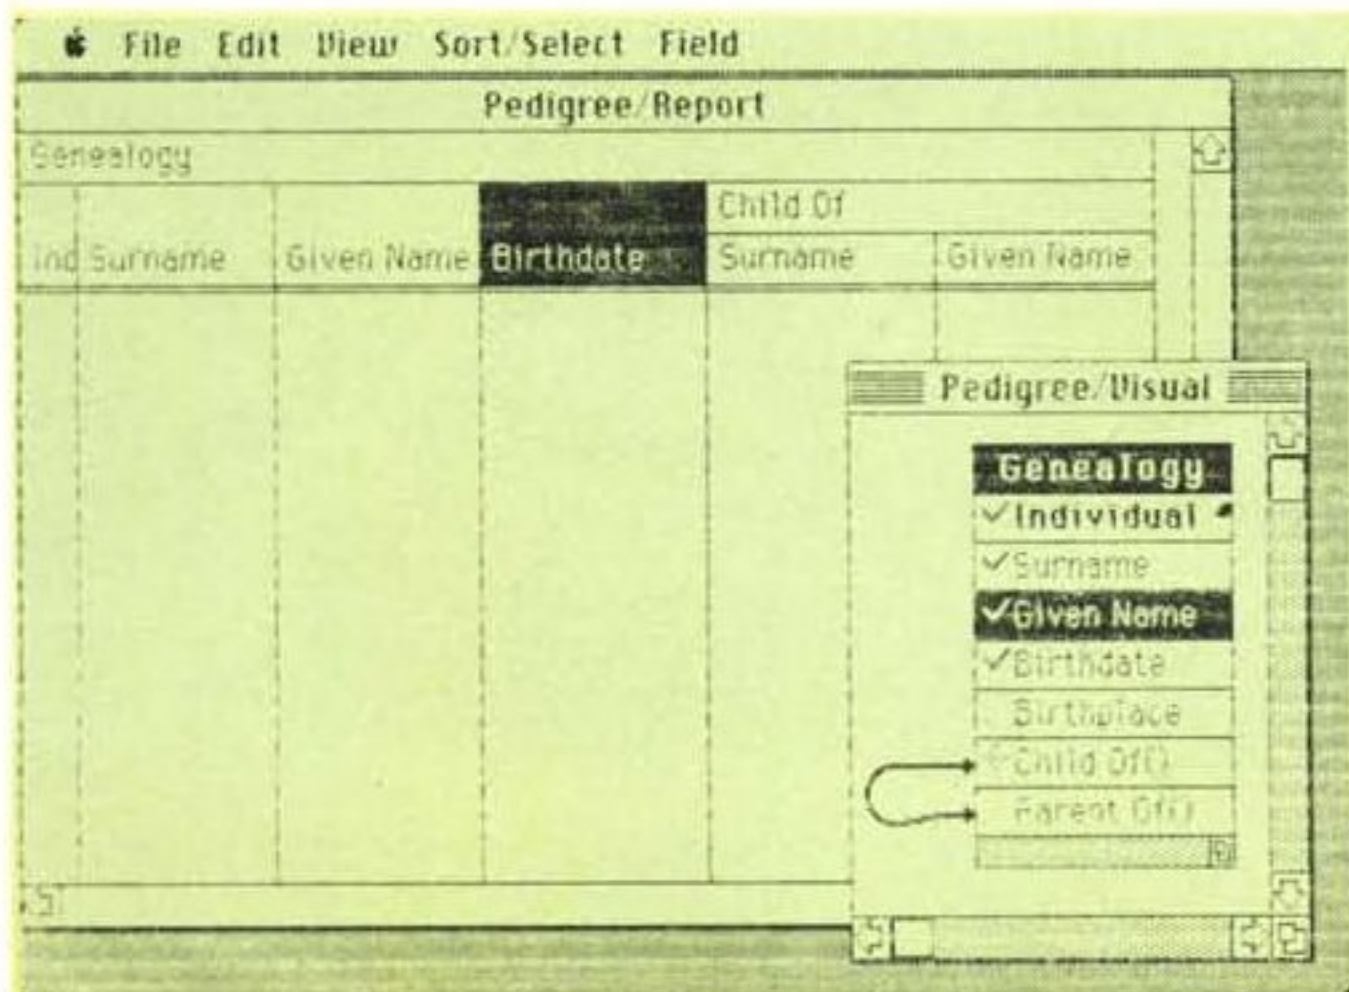 File Edit View Sort/Select Field
Pedigree/Report
Genealogy
Child Of
Ind Surname Given Name Birthdate Surname Given Name
Pedigree/Visual
Genealogy
✓Individual
✓Surname
✓Given Name
✓Birthdate
Birthplace
Child Of()
Parent Of()